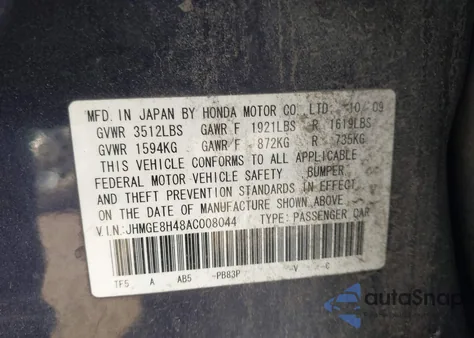 MFD. IN JAPAN BY HONDA MOTOR CO. LTD. 10 09
GVWR 3512LBS GAWR F 1921LBS R 1619LBS
GVWR 1594KG GAWR F 872KG R 735KG
THIS VEHICLE CONFORMS TO ALL APPLICABLE
FEDERAL MOTOR VEHICLE SAFETY BUMPER
AND THEFT PREVENTION STANDARDS IN EFFECT
ON THE DATE OF MANUFACTURE SHOWN ABOVE.
V.I.N.: JHMGE8H48AC008044 TYPE: PASSENGER CAR
TF5 A AB5 -PB83P V C
autoSnap